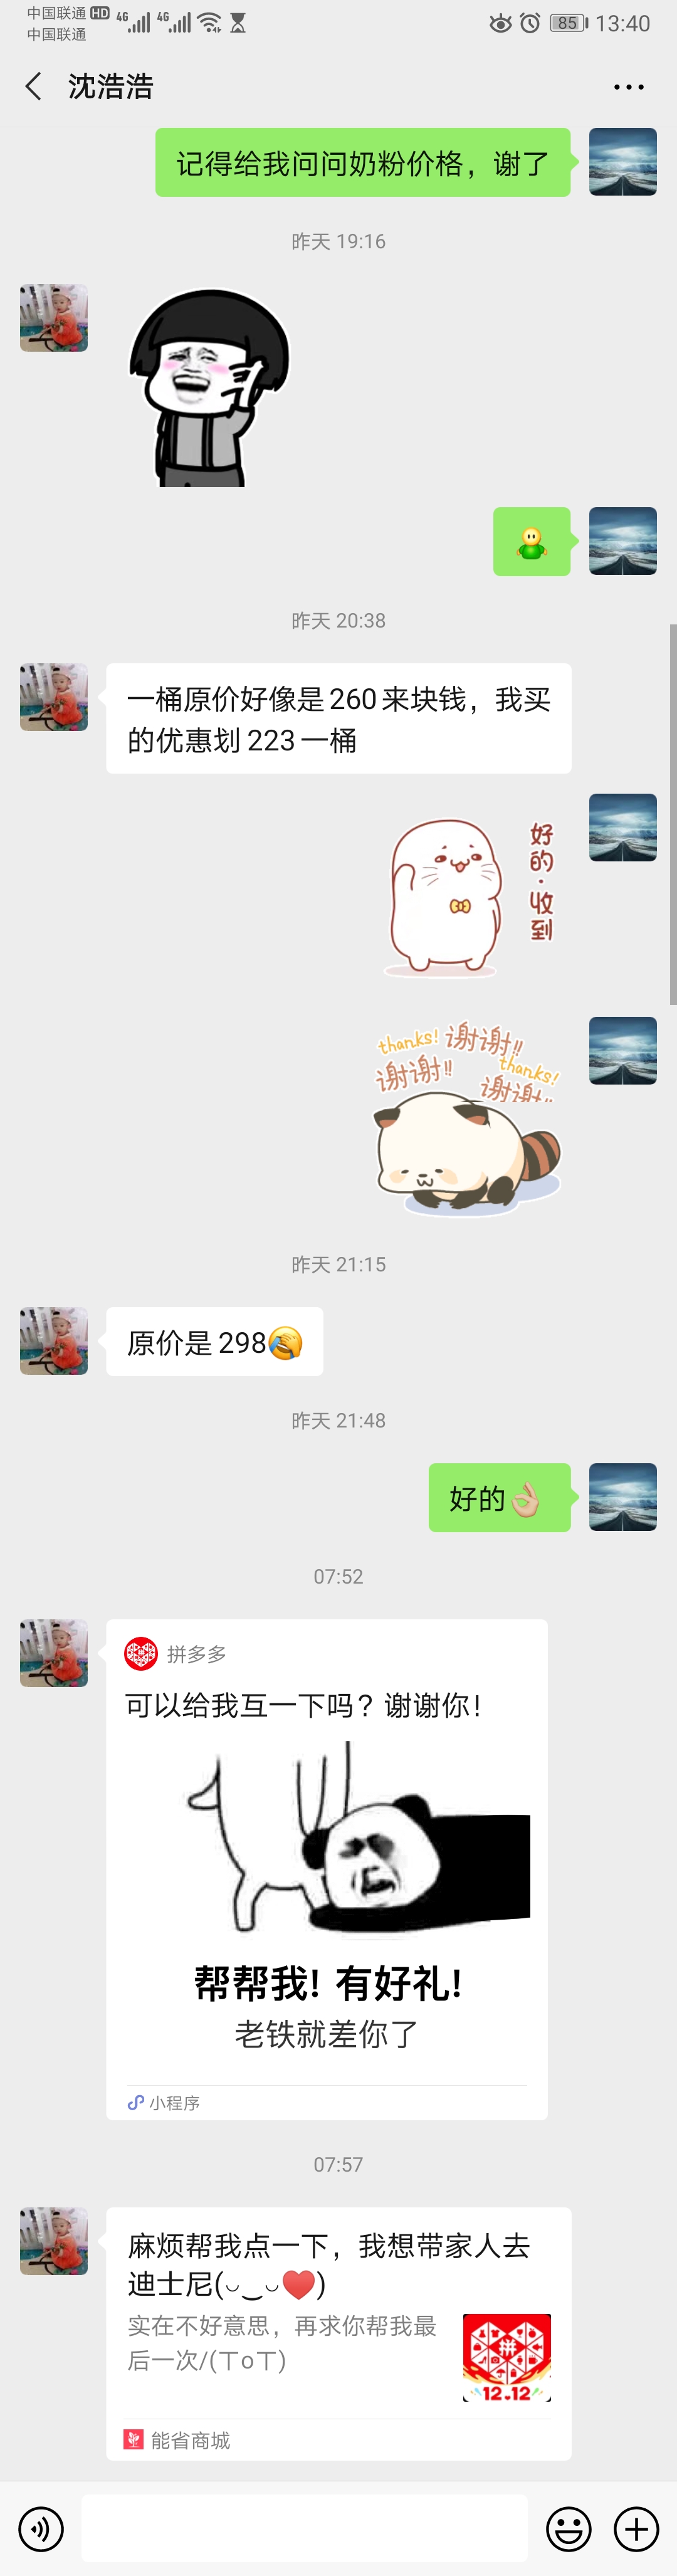 中国联通 HD 4G 4G 85 13:40
中国联通
沈浩浩
记得给我问问奶粉价格，谢了
昨天 19:16
昨天 20:38
一桶原价好像是260来块钱，我买
的优惠划 223一桶
好的·收到
thanks! 谢谢!!
谢谢!! thanks!
谢谢!!
昨天 21:15
原价是 298🤣
昨天 21:48
好的👌🏼
07:52
拼多多
可以给我互一下吗？谢谢你！
帮帮我！有好礼！
老铁就差你了
小程序
07:57
麻烦帮我点一下，我想带家人去
迪士尼(◡‿◡❤)
实在不好意思，再求你帮我最
后一次/(ㄒoㄒ)
拼
12.12
能省商城